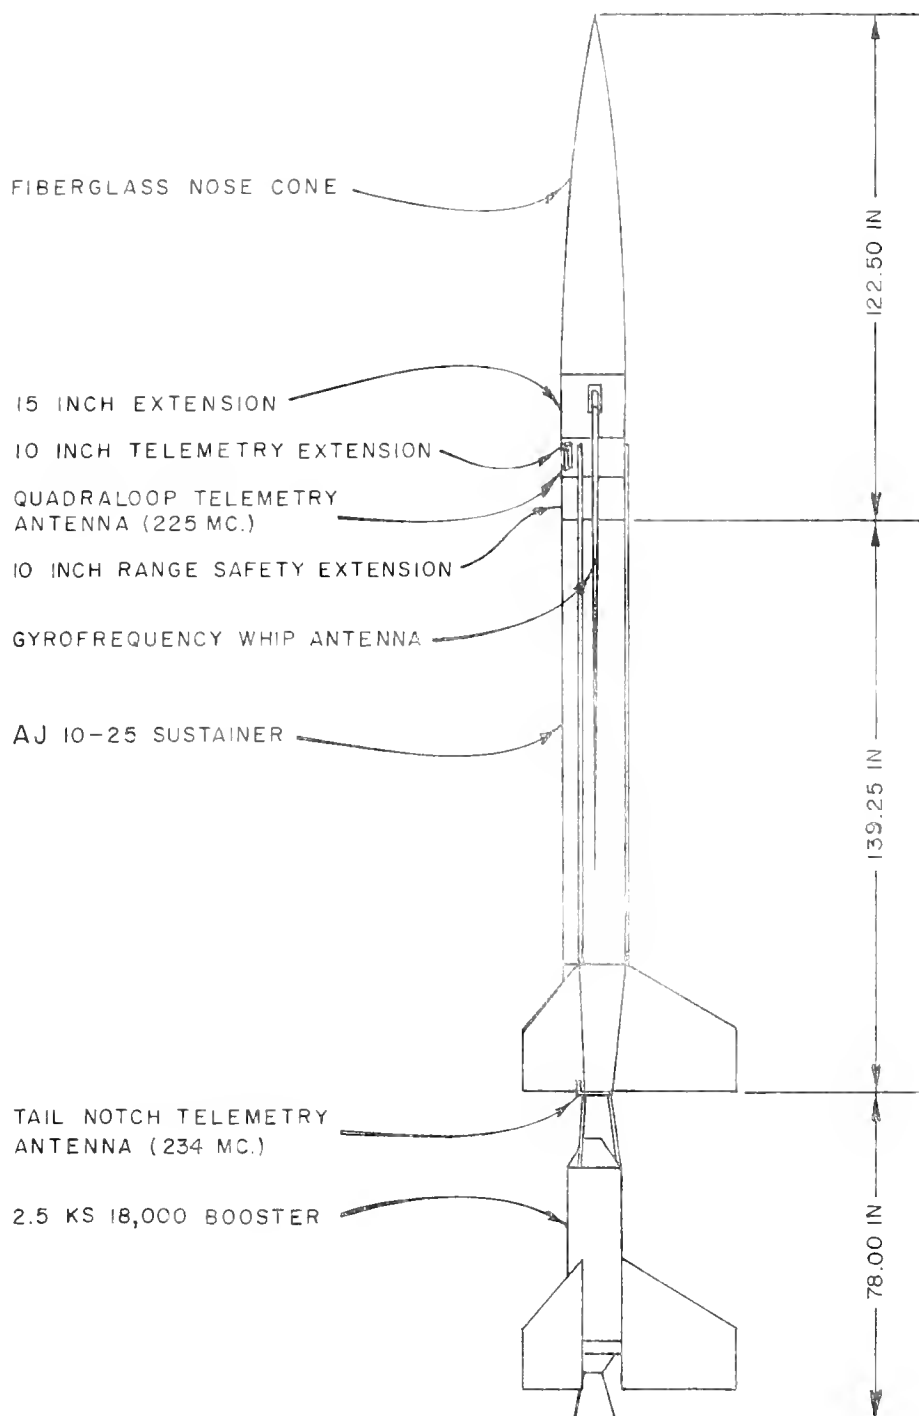 FIBERGLASS NOSE CONE
15 INCH EXTENSION
10 INCH TELEMETRY EXTENSION
QUADRALOOP TELEMETRY
ANTENNA (225 MC.)
10 INCH RANGE SAFETY EXTENSION
GYROFREQUENCY WHIP ANTENNA
AJ 10-25 SUSTAINER
TAIL NOTCH TELEMETRY
ANTENNA (234 MC.)
2.5 KS 18,000 BOOSTER
122.50 IN
139.25 IN
78.00 IN